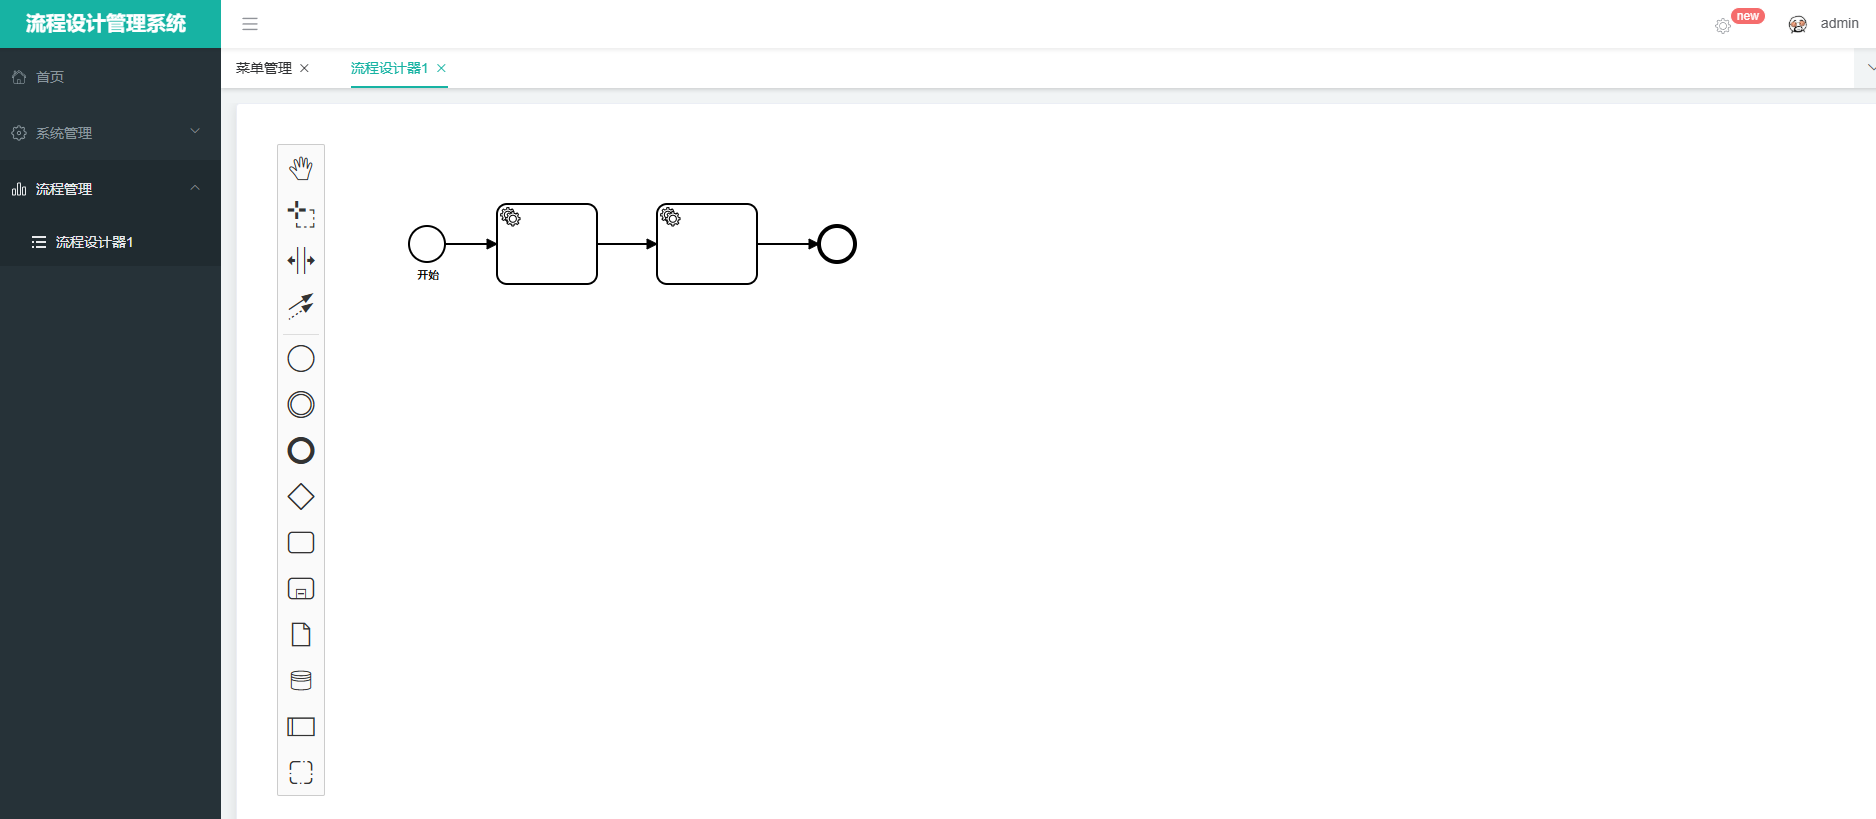 流程设计管理系统
new
admin
菜单管理
流程设计器1
首页
系统管理
流程管理
流程设计器1
开始